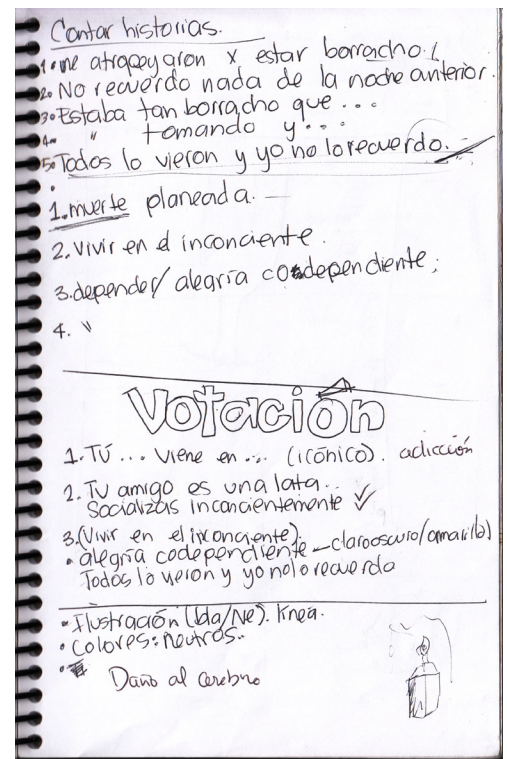 Contar historias.
1. me atropeyaron x estar borracho.
2. No recuerdo nada de la noche anterior.
3. Estaba tan borracho que ...
4. " tomando y ...
5. Todos lo vieron y yo no lo recuerdo.
1. muerte planeada.
2. Vivir en el inconciente.
3. depender/ alegría codependiente;
4. "
Votación
1. TÚ ... viene en ... (icónico). adicción
2. Tu amigo es una lata..
Socializas incancientemente ✓
3. (Vivir en el inconciente).
• alegría codependiente - clarooscuro/(amarillo)
Todos lo vieron y yo no lo recuerdo
• Ilustración (bla/Ne). línea.
• Colores: neutros..
Daño al cerebro